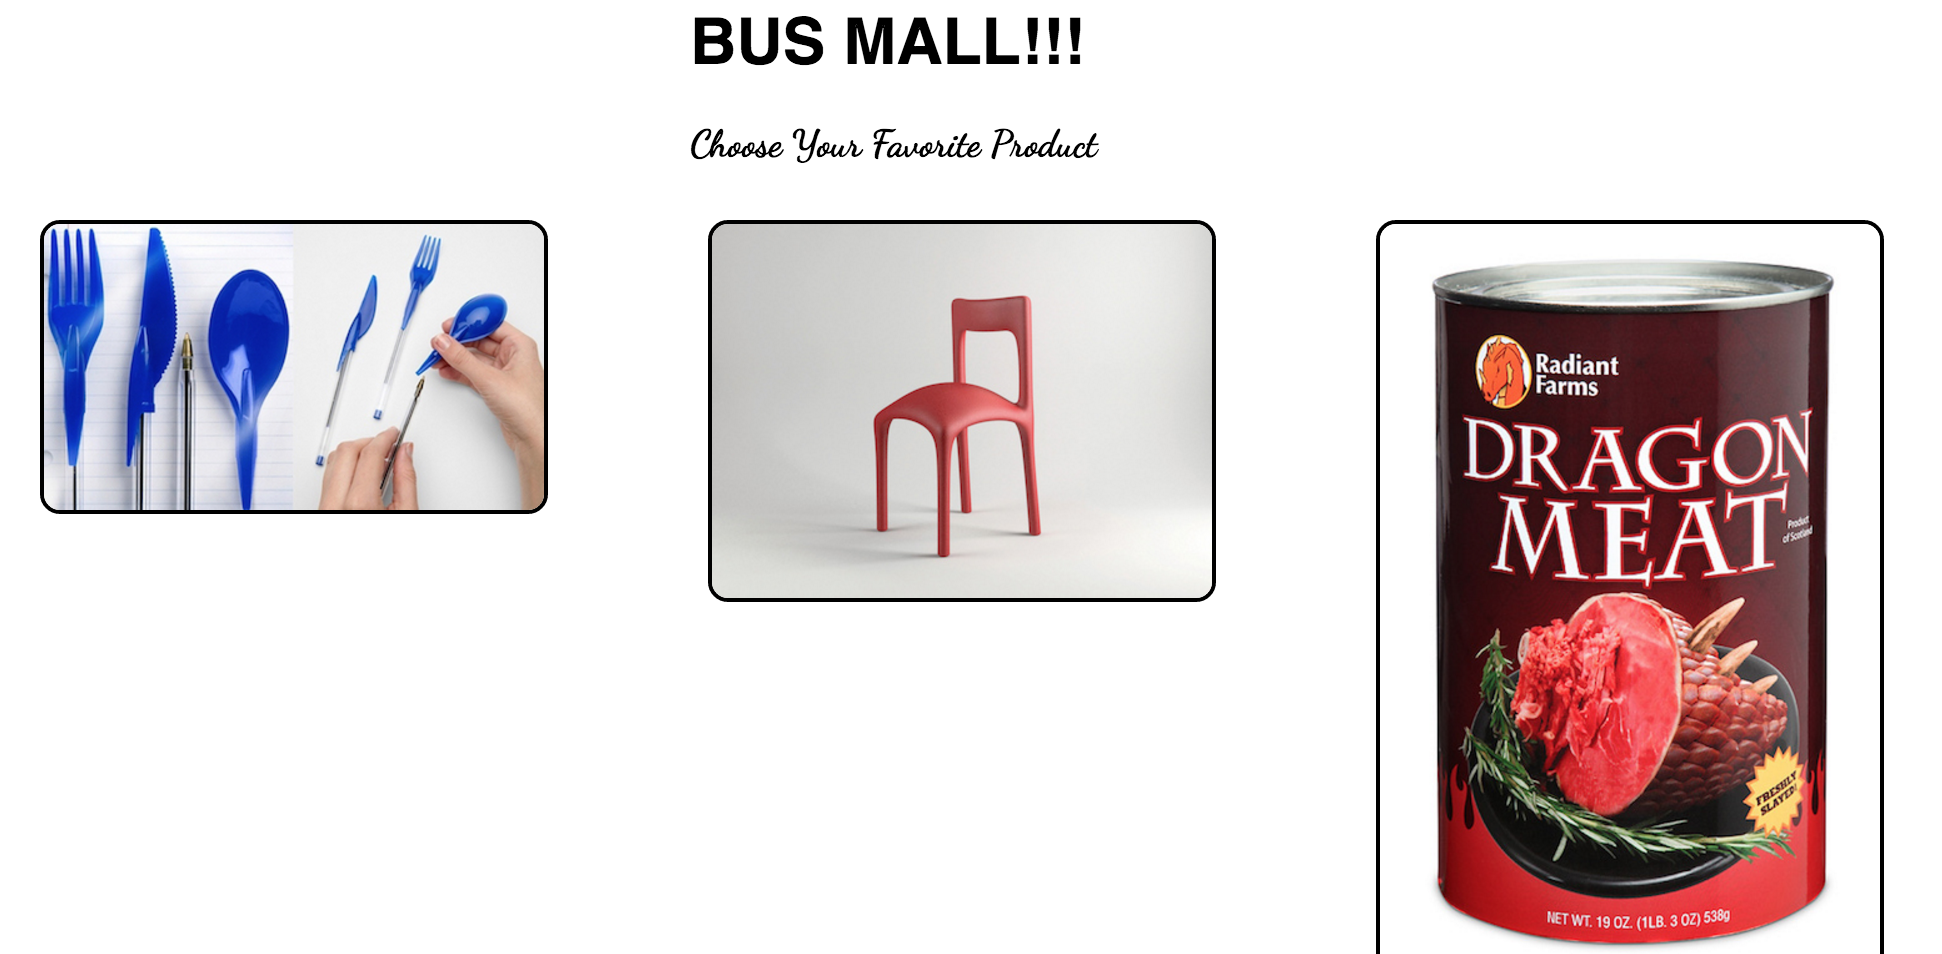 BUS MALL!!!
Choose Your Favorite Product
Radiant
Farms
DRAGON
MEAT
Product
of Scotland
FRESHLY
SLAYED!
NET WT. 19 OZ. (1LB. 3 OZ) 538g